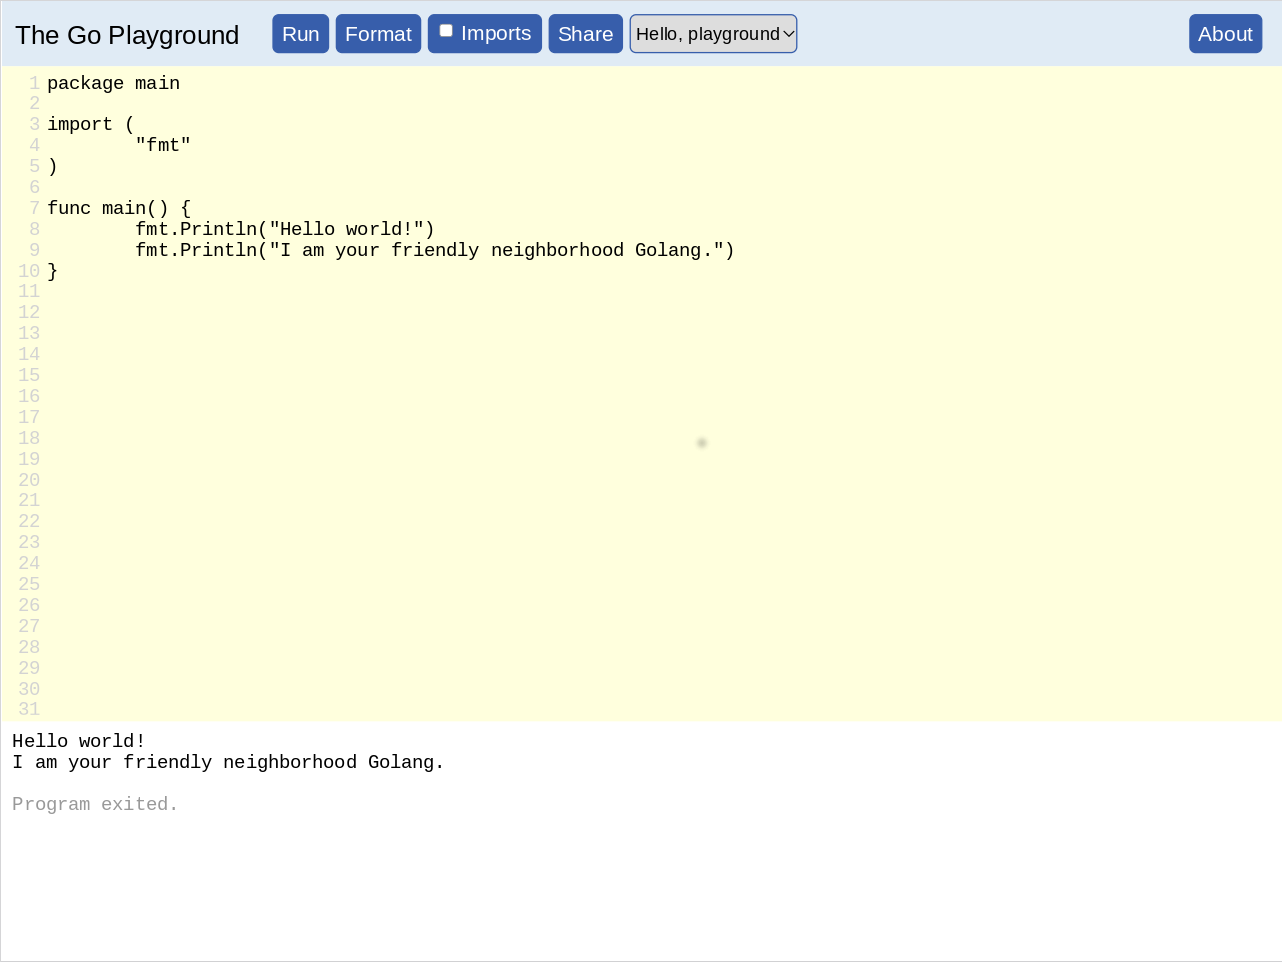 The Go Playground Run Format Imports Share Hello, playground About
1 package main
2
3 import (
4         "fmt"
5 )
6
7 func main() {
8         fmt.Println("Hello world!")
9         fmt.Println("I am your friendly neighborhood Golang.")
10 }
11
12
13
14
15
16
17
18
19
20
21
22
23
24
25
26
27
28
29
30
31
Hello world!
I am your friendly neighborhood Golang.
Program exited.